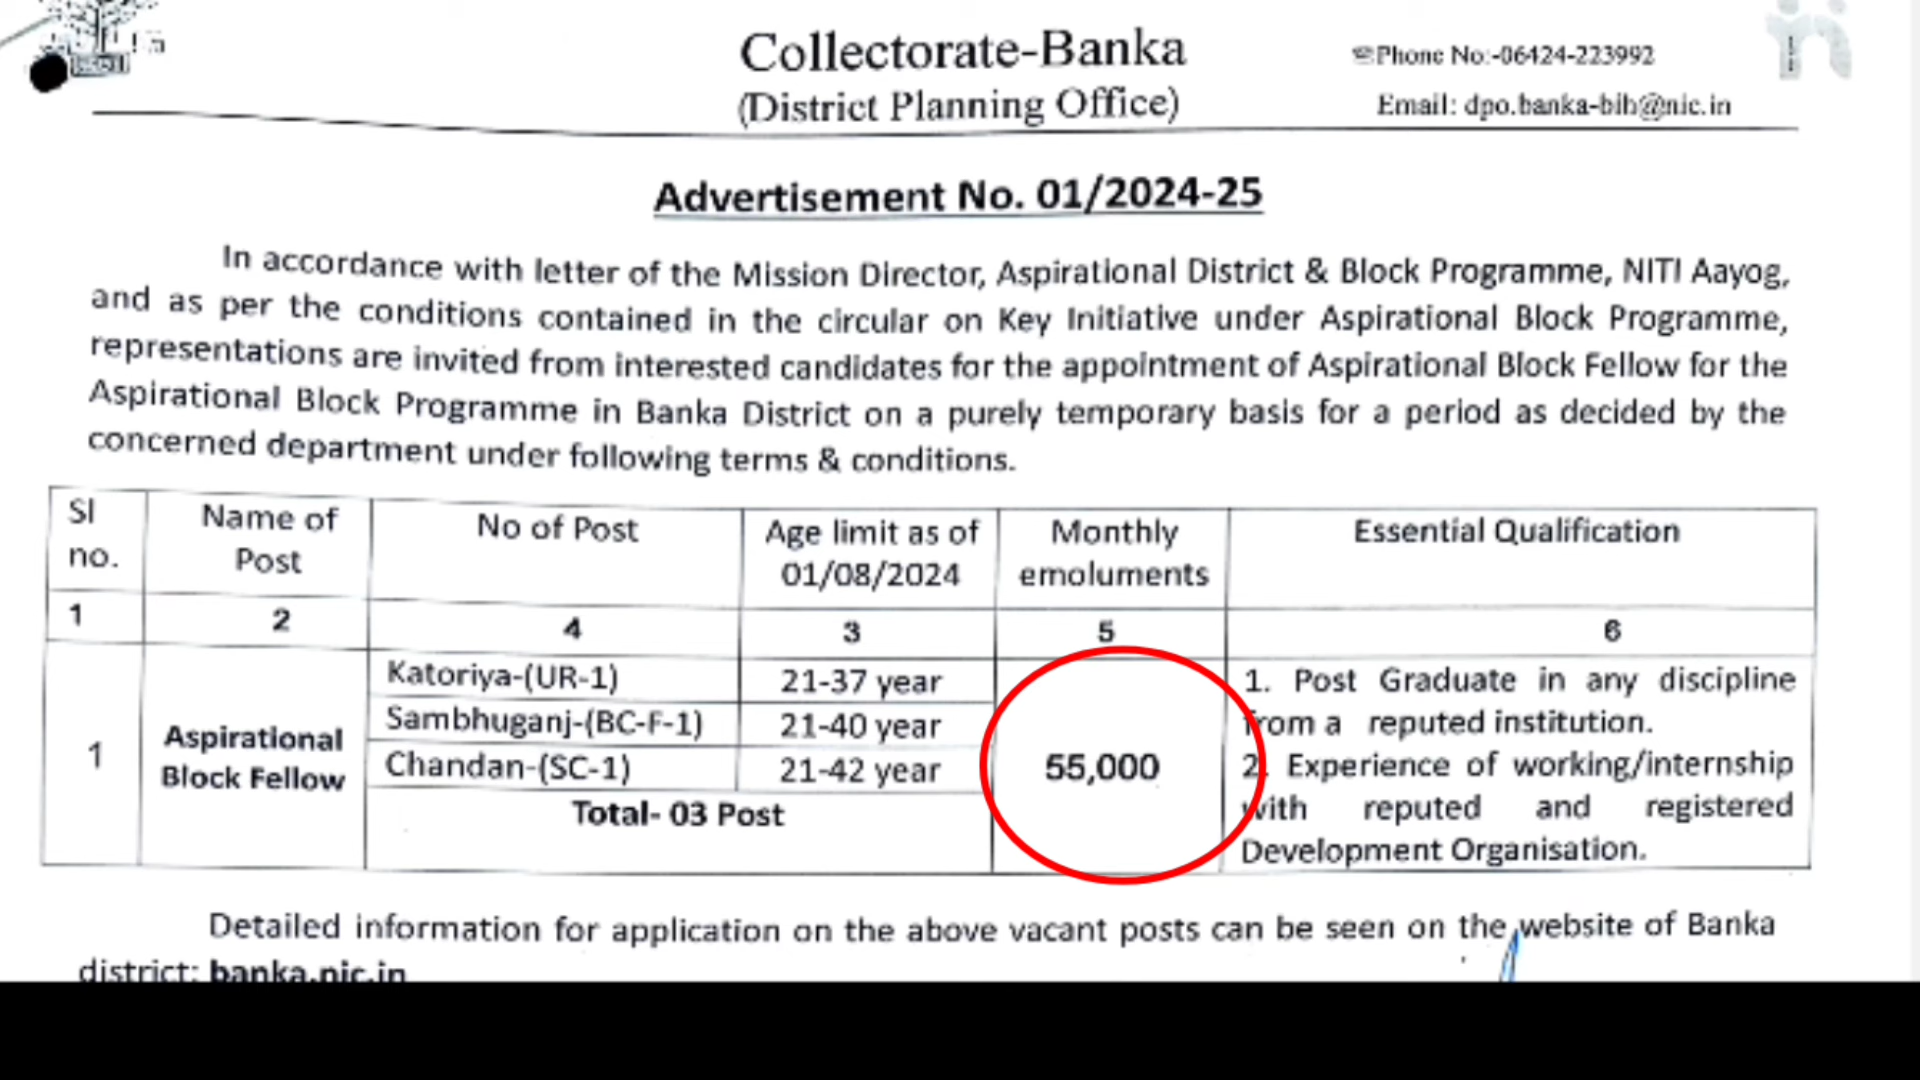 Collectorate-Banka
(District Planning Office)
Phone No:-06424-223992
Email: dpo.banka-bih@nic.in
Advertisement No. 01/2024-25
In accordance with letter of the Mission Director, Aspirational District & Block Programme, NITI Aayog,
and as per the conditions contained in the circular on Key Initiative under Aspirational Block Programme,
representations are invited from interested candidates for the appointment of Aspirational Block Fellow for the
Aspirational Block Programme in Banka District on a purely temporary basis for a period as decided by the
concerned department under following terms & conditions.
Sl no. Name of Post No of Post Age limit as of 01/08/2024 Monthly emoluments Essential Qualification
1 2 4 3 5 6
1 Aspirational Block Fellow
Katoriya-(UR-1) 21-37 year
Sambhuganj-(BC-F-1) 21-40 year
Chandan-(SC-1) 21-42 year
Total- 03 Post
55,000
1. Post Graduate in any discipline
from a reputed institution.
2. Experience of working/internship
with reputed and registered
Development Organisation.
Detailed information for application on the above vacant posts can be seen on the website of Banka
district: banka.nic.in